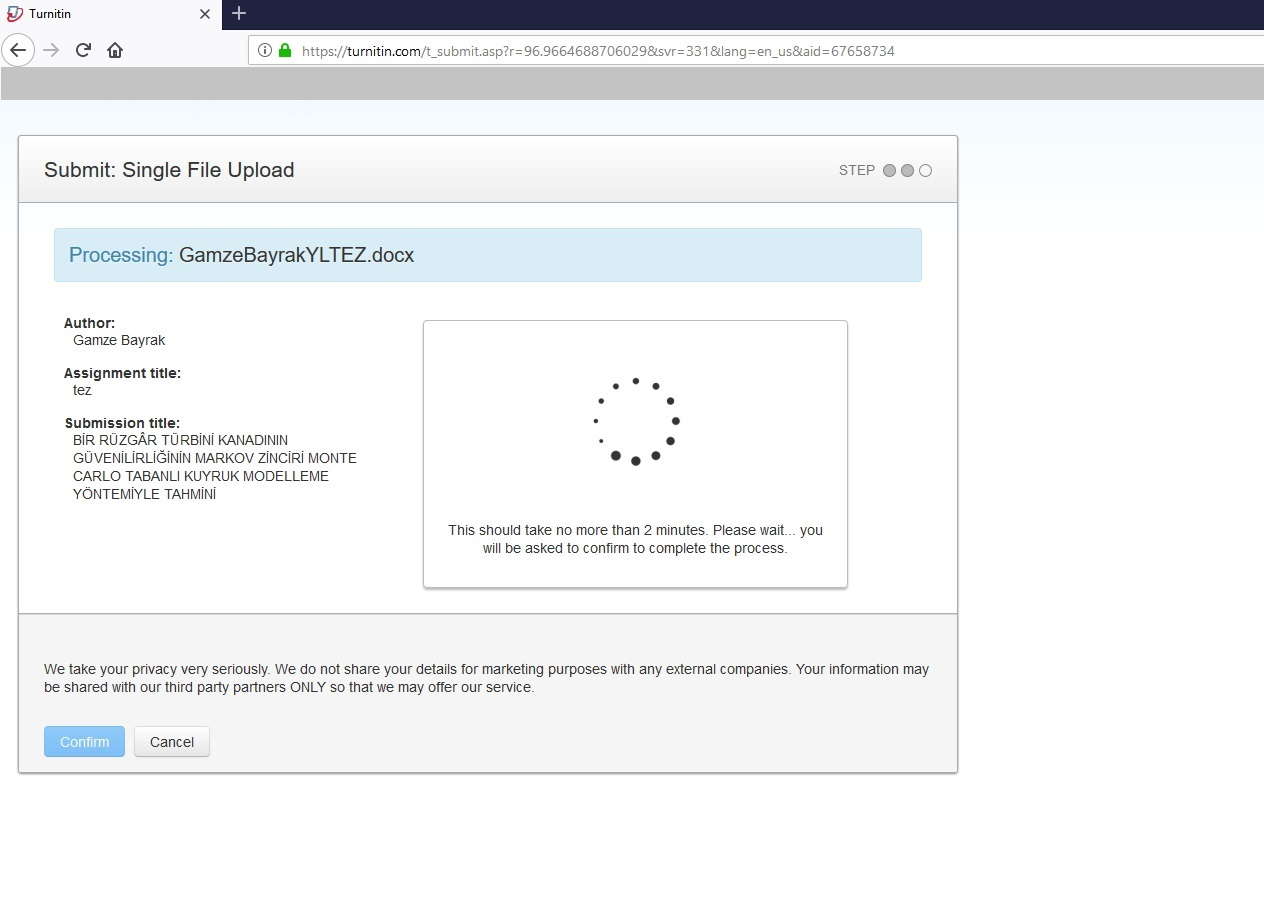 Turnitin
https://turnitin.com/t_submit.asp?r=96.9664688706029&svr=331&lang=en_us&aid=67658734
Submit: Single File Upload
STEP
Processing: GamzeBayrakYLTEZ.docx
Author:
Gamze Bayrak
Assignment title:
tez
Submission title:
BİR RÜZGÂR TÜRBİNİ KANADININ
GÜVENİLİRLİĞİNİN MARKOV ZİNCİRİ MONTE
CARLO TABANLI KUYRUK MODELLEME
YÖNTEMİYLE TAHMİNİ
This should take no more than 2 minutes. Please wait... you
will be asked to confirm to complete the process.
We take your privacy very seriously. We do not share your details for marketing purposes with any external companies. Your information may
be shared with our third party partners ONLY so that we may offer our service.
Confirm
Cancel